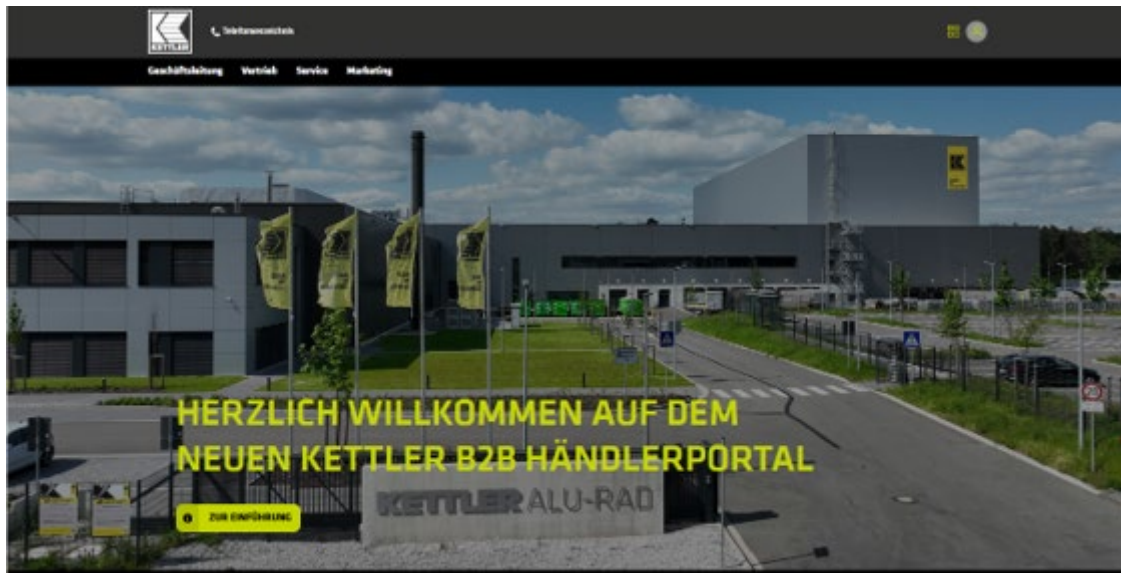 KETTLER
Telefonverzeichnis
Geschäftsleitung Vertrieb Service Marketing
HERZLICH WILLKOMMEN AUF DEM
NEUEN KETTLER B2B HÄNDLERPORTAL
ZUR EINFÜHRUNG
KETTLER ALU-RAD